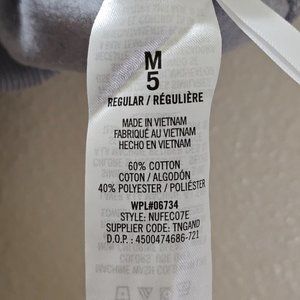 M
5
REGULAR / RÉGULIÈRE
MADE IN VIETNAM
FABRIQUÉ AU VIETNAM
HECHO EN VIETNAM
60% COTTON
COTON / ALGODÓN
40% POLYESTER / POLIÉSTER
WPL#06734
STYLE: NUFEC07E
SUPPLIER CODE: TNGAND
D.O.P.: 4500474686-721